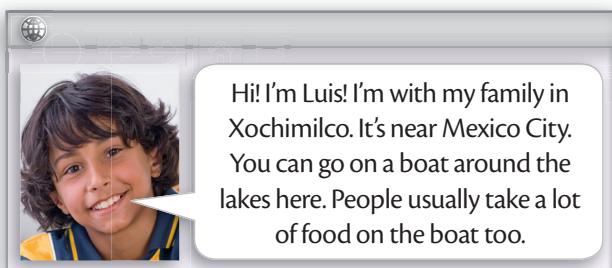 Hi! I'm Luis! I'm with my family in
Xochimilco. It's near Mexico City.
You can go on a boat around the
lakes here. People usually take a lot
of food on the boat too.